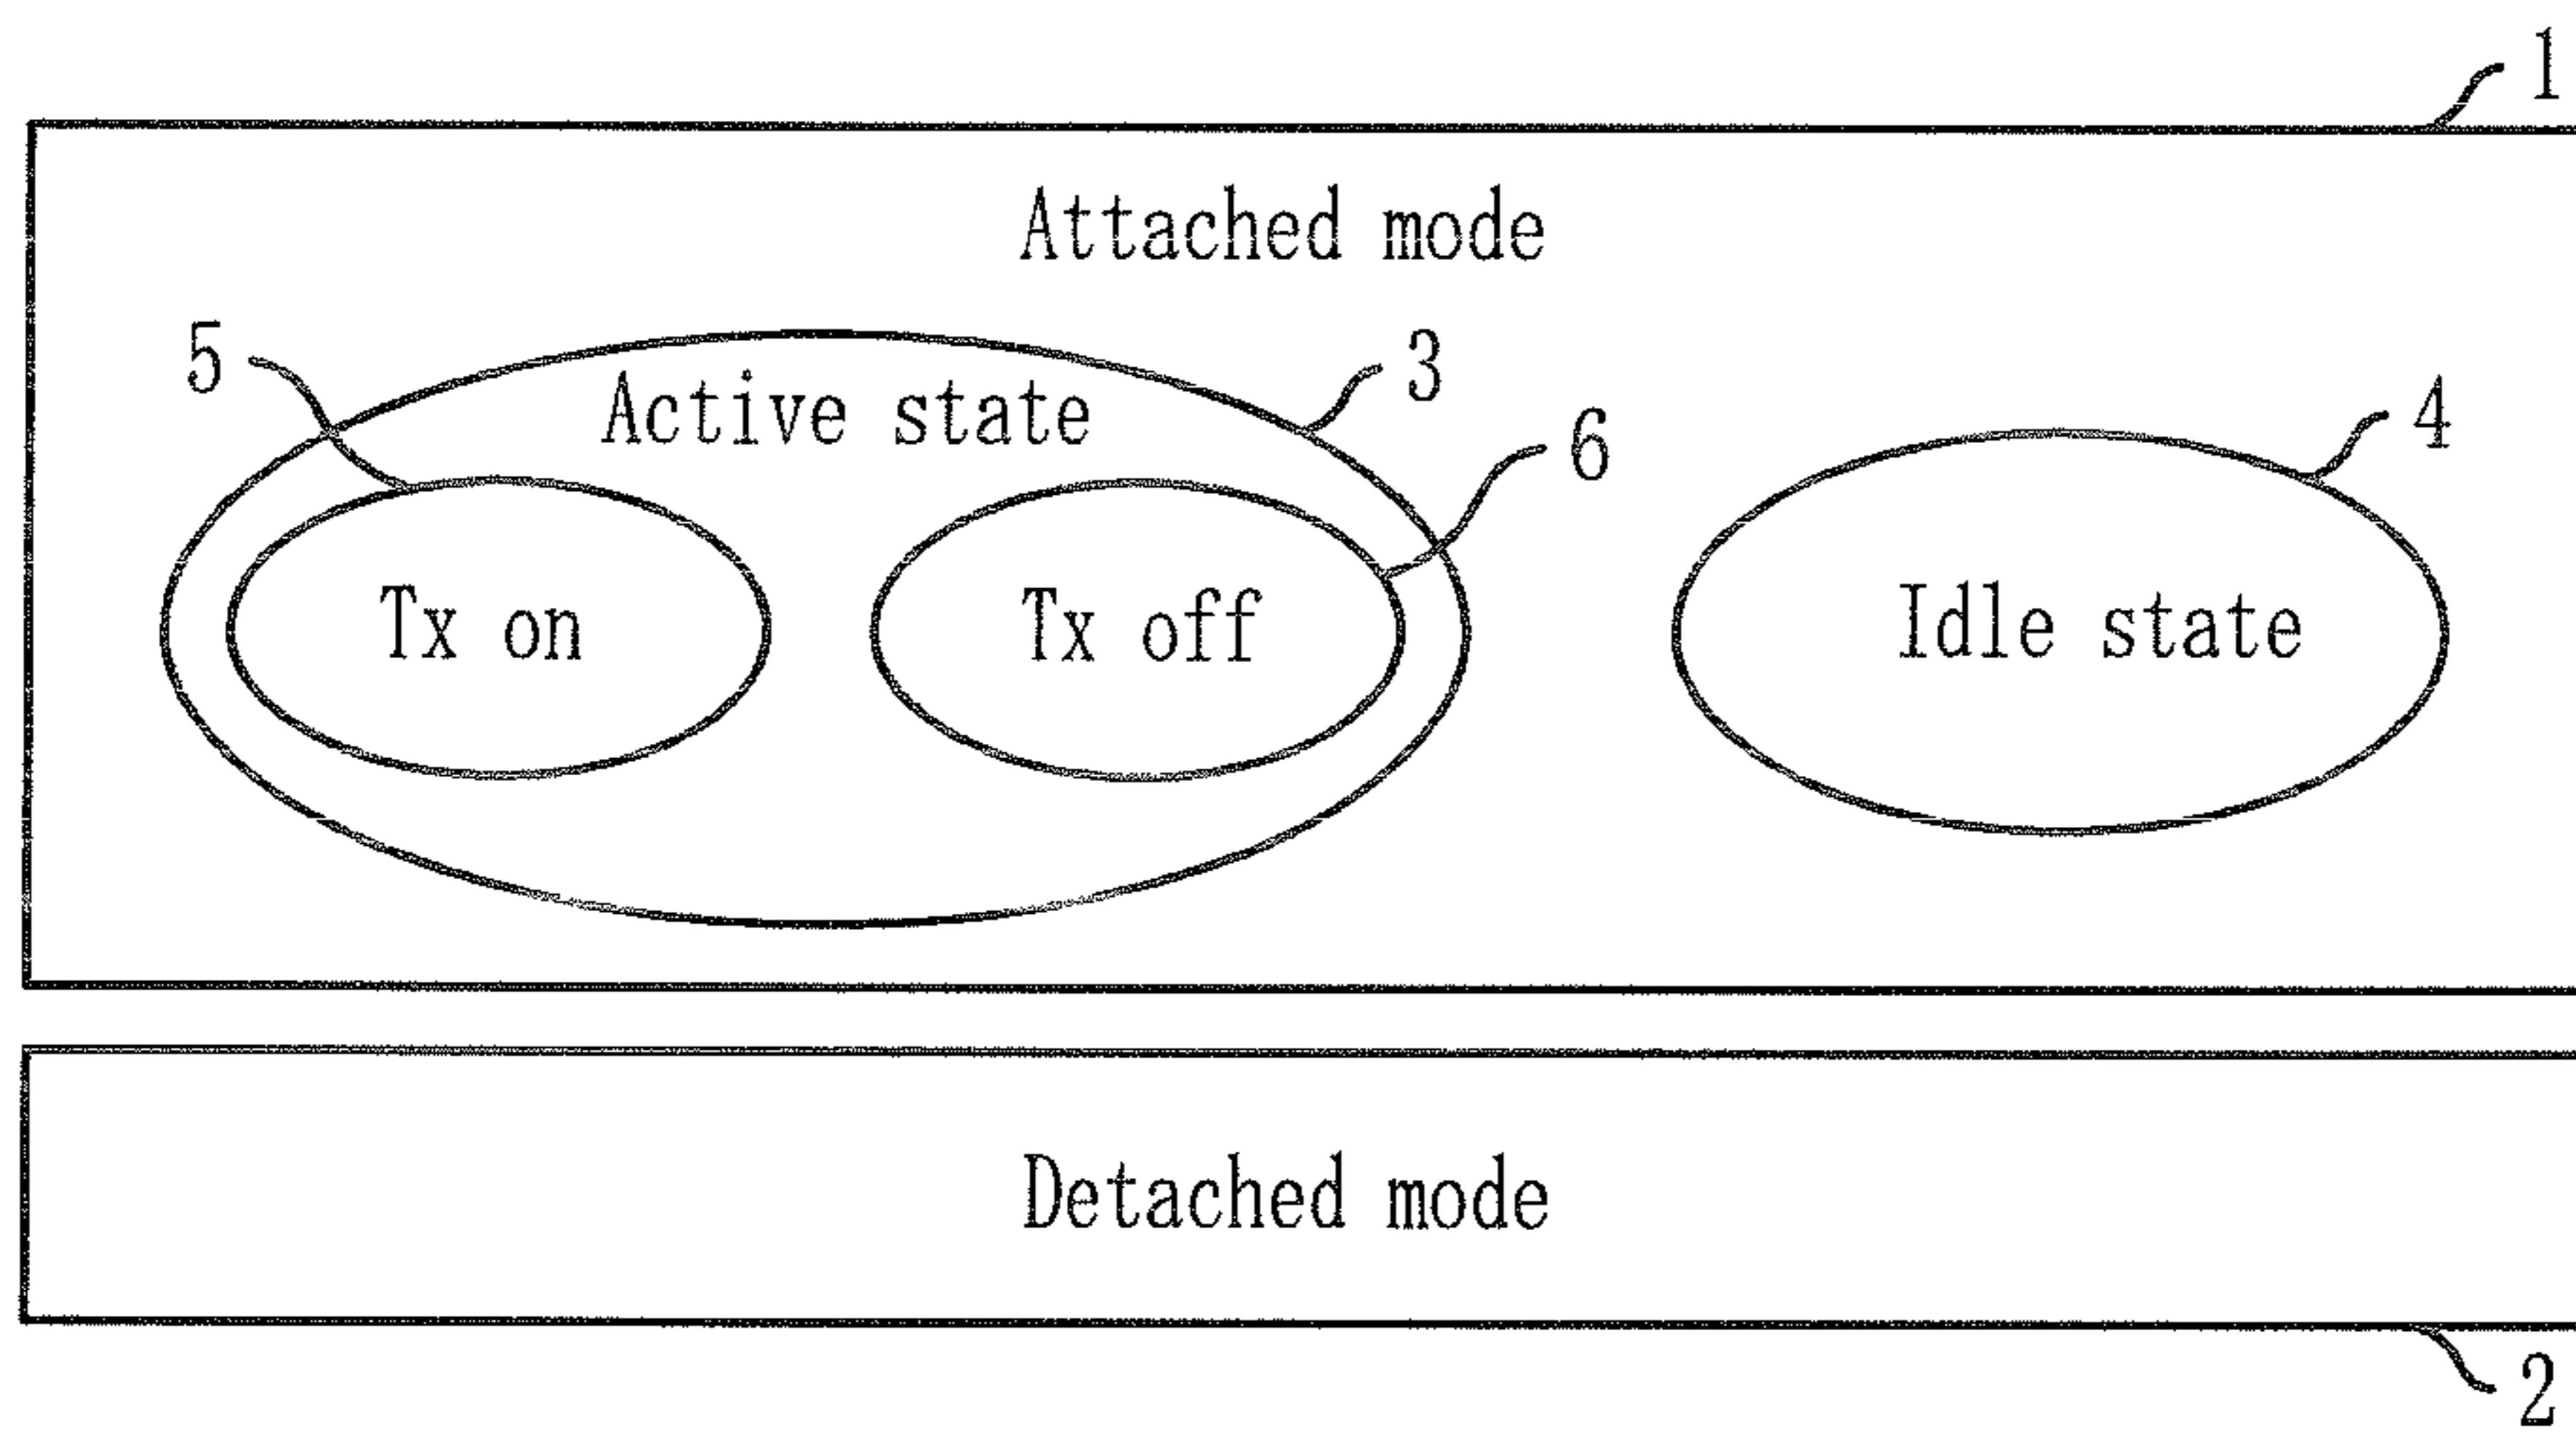 1
Attached mode
5
3
Active state
6
4
Tx on
Tx off
Idle state
Detached mode
2